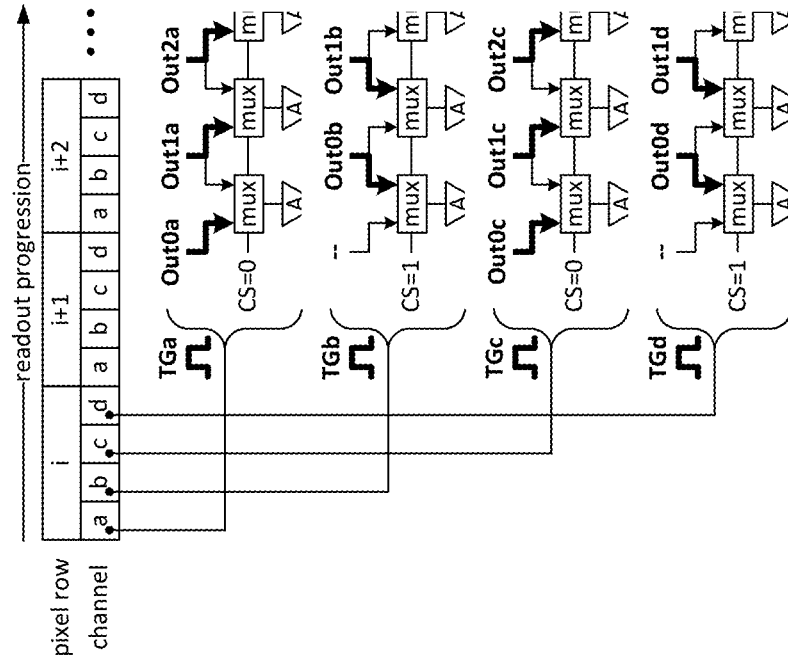 readout progression
pixel row i i+1 i+2 •••
channel a b c d a b c d a b c d
TGa Out0a Out1a Out2a
CS=0 mux mux
A A A
TGb -- Out0b Out1b
CS=1 mux mux
A A A
TGc Out0c Out1c Out2c
CS=0 mux mux
A A A
TGd -- Out0d Out1d
CS=1 mux mux
A A A